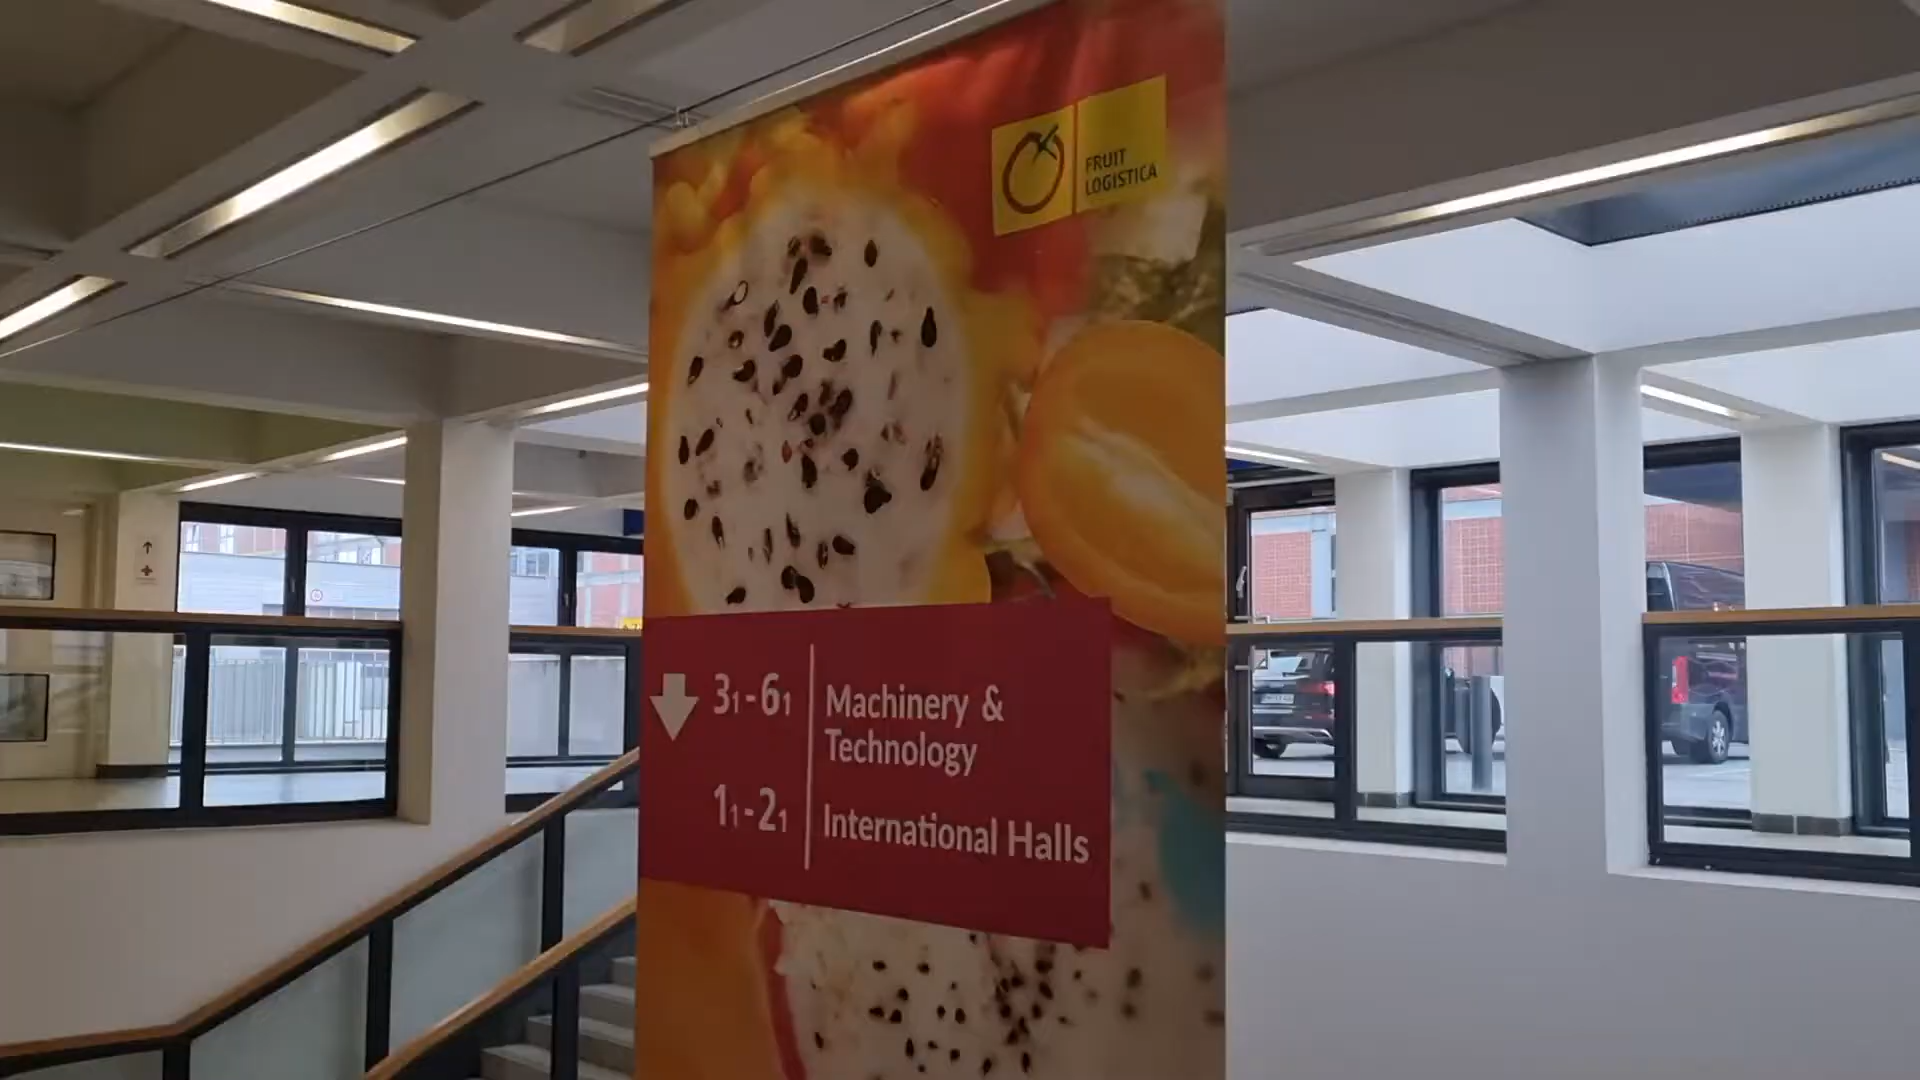 FRUIT
LOGISTICA
31-61
Machinery &
Technology
11-21
International Halls